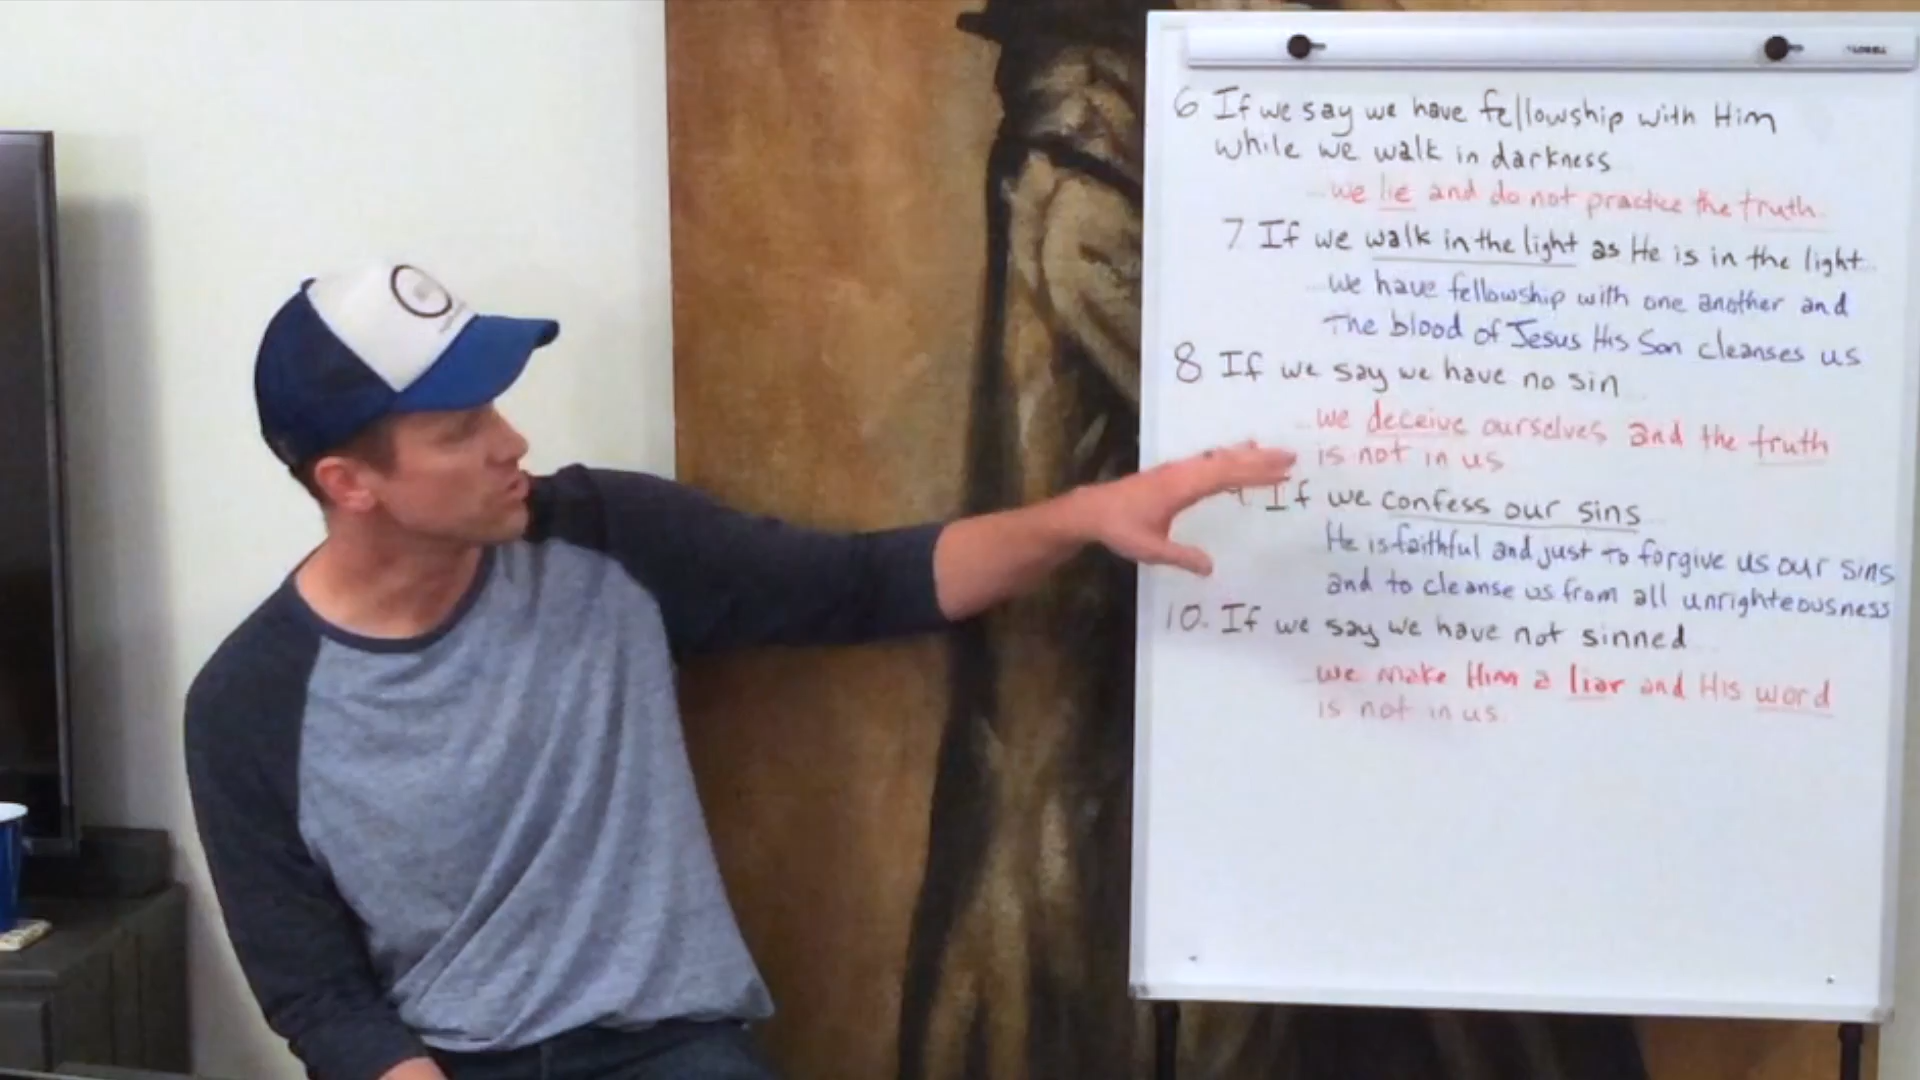 6 If we say we have fellowship with Him
while we walk in darkness
...we lie and do not practice the truth
7 If we walk in the light as He is in the light...
...we have fellowship with one another and
The blood of Jesus His Son cleanses us
8 If we say we have no sin
...we deceive ourselves and the truth
is not in us
9 If we confess our sins
He is faithful and just to forgive us our sins
and to cleanse us from all unrighteousness
10. If we say we have not sinned
...we make Him a liar and His word
is not in us.